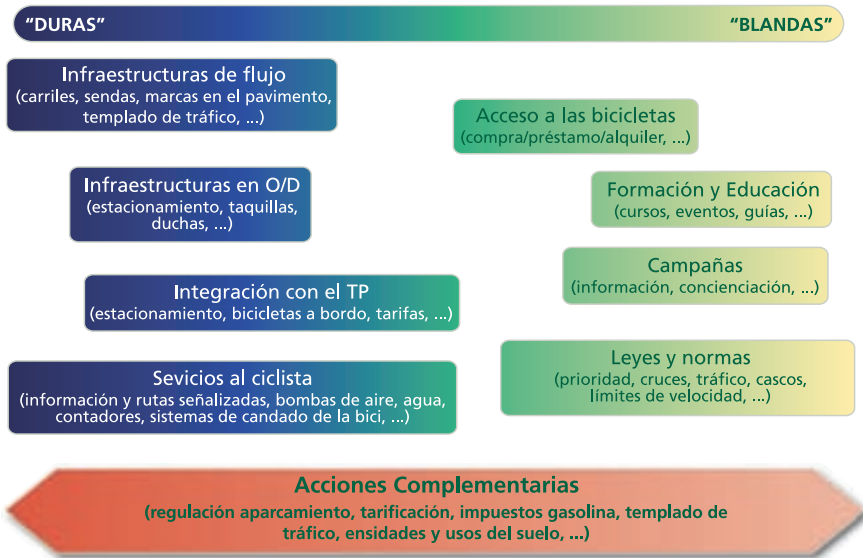 “DURAS”
“BLANDAS”
Infraestructuras de flujo
(carriles, sendas, marcas en el pavimento,
templado de tráfico, ...)
Acceso a las bicicletas
(compra/préstamo/alquiler, ...)
Infraestructuras en O/D
(estacionamiento, taquillas,
duchas, ...)
Formación y Educación
(cursos, eventos, guías, ...)
Integración con el TP
(estacionamiento, bicicletas a bordo, tarifas, ...)
Campañas
(información, concienciación, ...)
Sevicios al ciclista
(información y rutas señalizadas, bombas de aire, agua,
contadores, sistemas de candado de la bici, ...)
Leyes y normas
(prioridad, cruces, tráfico, cascos,
límites de velocidad, ...)
Acciones Complementarias
(regulación aparcamiento, tarificación, impuestos gasolina, templado de
tráfico, ensidades y usos del suelo, ...)